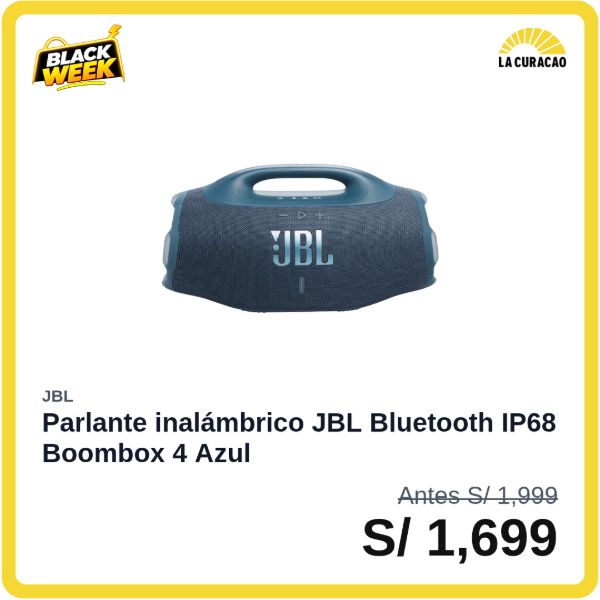 BLACK
WEEK
LA CURACAO
JBL
JBL
Parlante inalámbrico JBL Bluetooth IP68
Boombox 4 Azul
Antes S/ 1,999
S/ 1,699